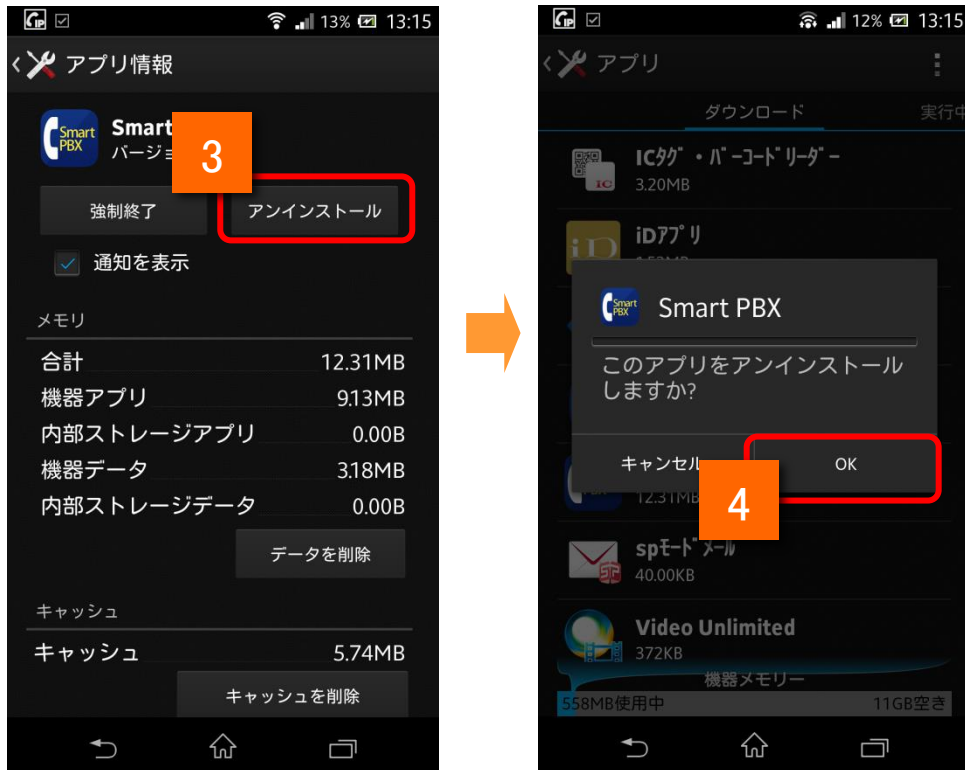 GIP
13%
13:15
アプリ情報
Smart
PBX
Smart
バージョ
3
強制終了
アンインストール
通知を表示
メモリ
合計 12.31MB
機器アプリ 9.13MB
内部ストレージアプリ 0.00B
機器データ 3.18MB
内部ストレージデータ 0.00B
データを削除
キャッシュ
キャッシュ 5.74MB
キャッシュを削除
12%
13:15
アプリ
ダウンロード
実行中
ICﾀｸﾞ・ﾊﾞｰｺｰﾄﾞﾘｰﾀﾞｰ
IC
3.20MB
iD
iDｱﾌﾟﾘ
Smart
PBX
Smart PBX
このアプリをアンインストール
しますか?
キャンセル
OK
4
12.31MB
spﾓｰﾄﾞﾒｰﾙ
40.00KB
Video Unlimited
372KB
機器メモリー
558MB使用中
11GB空き